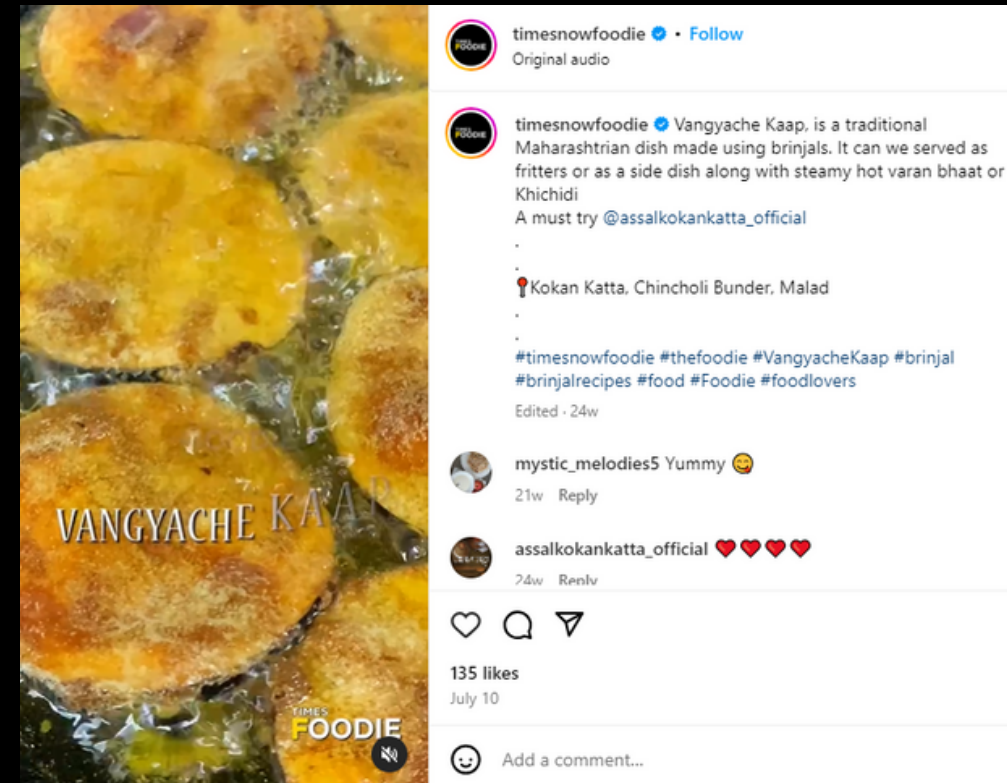 VANGYACHE KAAP
TIMES
FOODIE
timesnowfoodie • Follow
Original audio
timesnowfoodie Vangyache Kaap, is a traditional
Maharashtrian dish made using brinjals. It can we served as
fritters or as a side dish along with steamy hot varan bhaat or
Khichidi
A must try @assalkokankatta_official
.
.
📍Kokan Katta, Chincholi Bunder, Malad
.
.
#timesnowfoodie #thefoodie #VangyacheKaap #brinjal
#brinjalrecipes #food #Foodie #foodlovers
Edited · 24w
mystic_melodies5 Yummy 😋
21w Reply
assalkokankatta_official ❤️❤️❤️❤️
24w Reply
135 likes
July 10
Add a comment...